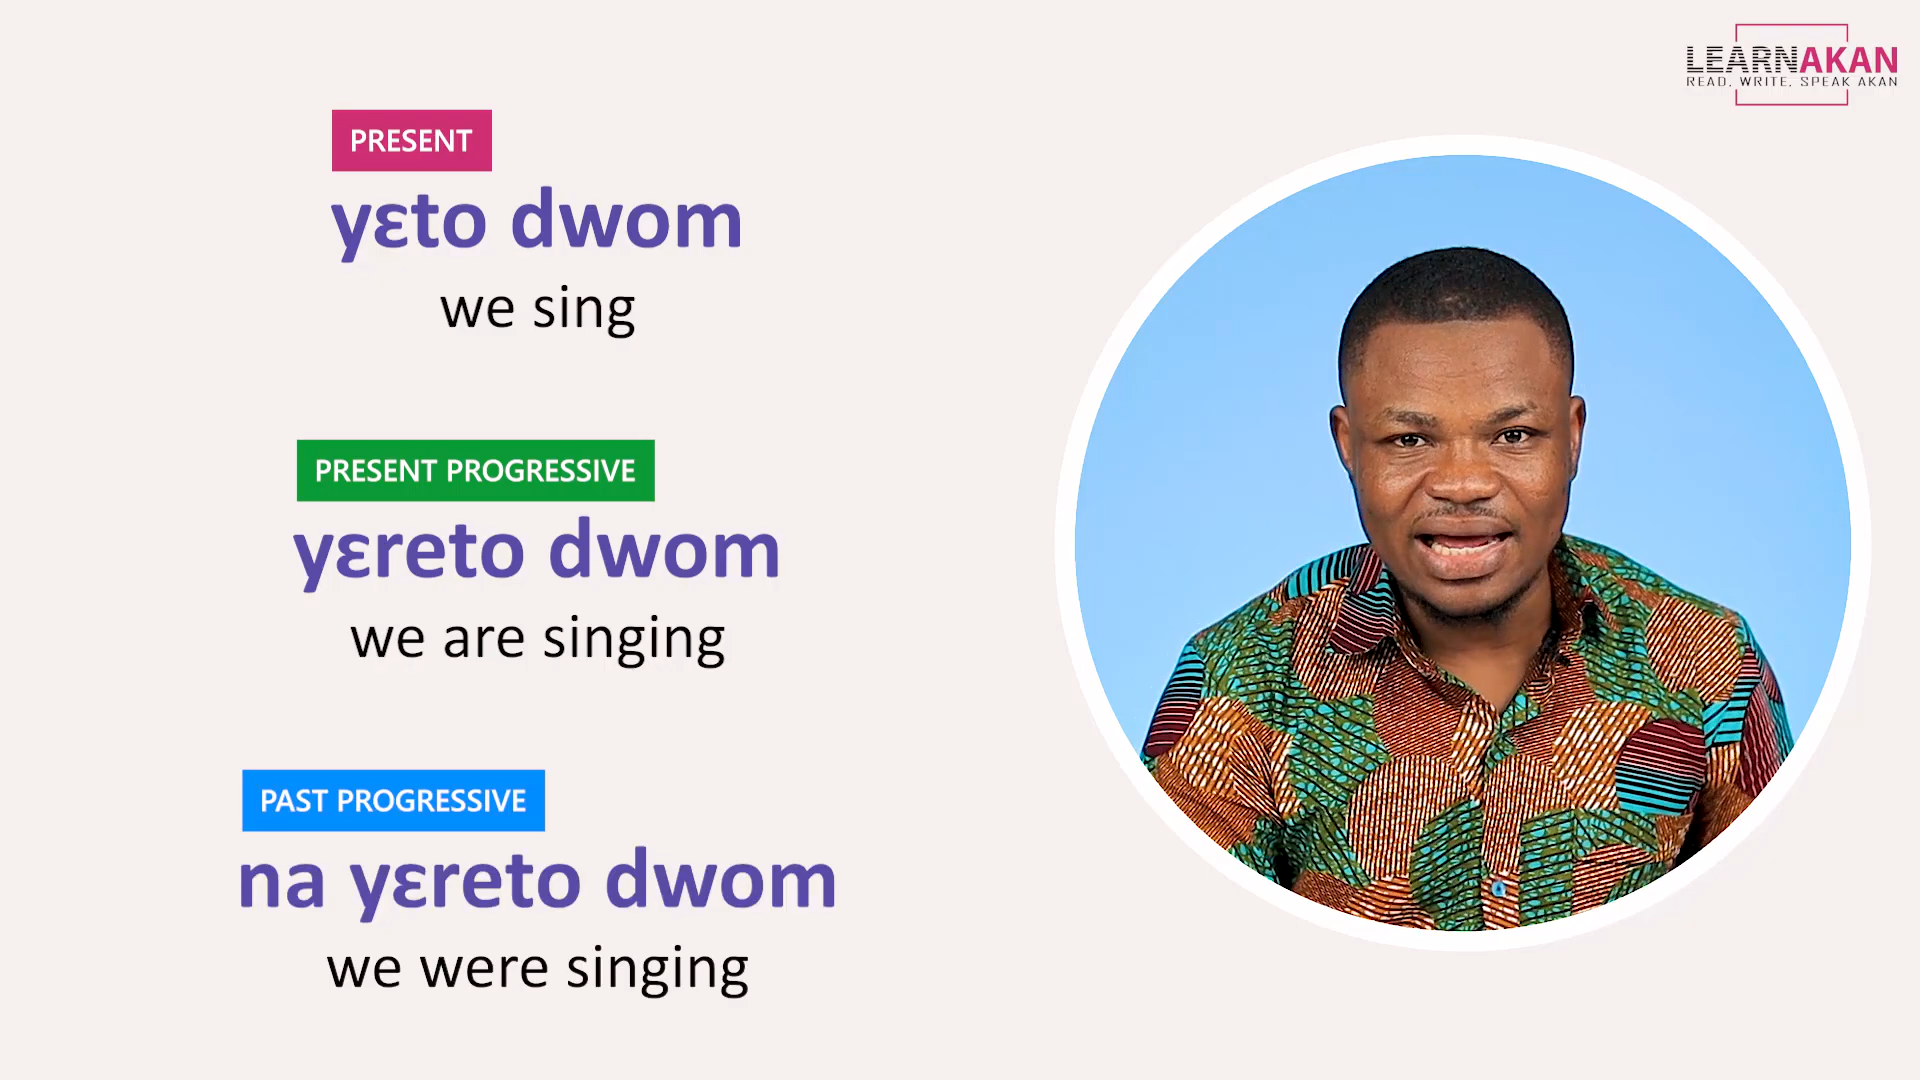 LEARNAKAN
READ. WRITE. SPEAK AKAN
PRESENT
yɛto dwom
we sing
PRESENT PROGRESSIVE
yɛreto dwom
we are singing
PAST PROGRESSIVE
na yɛreto dwom
we were singing